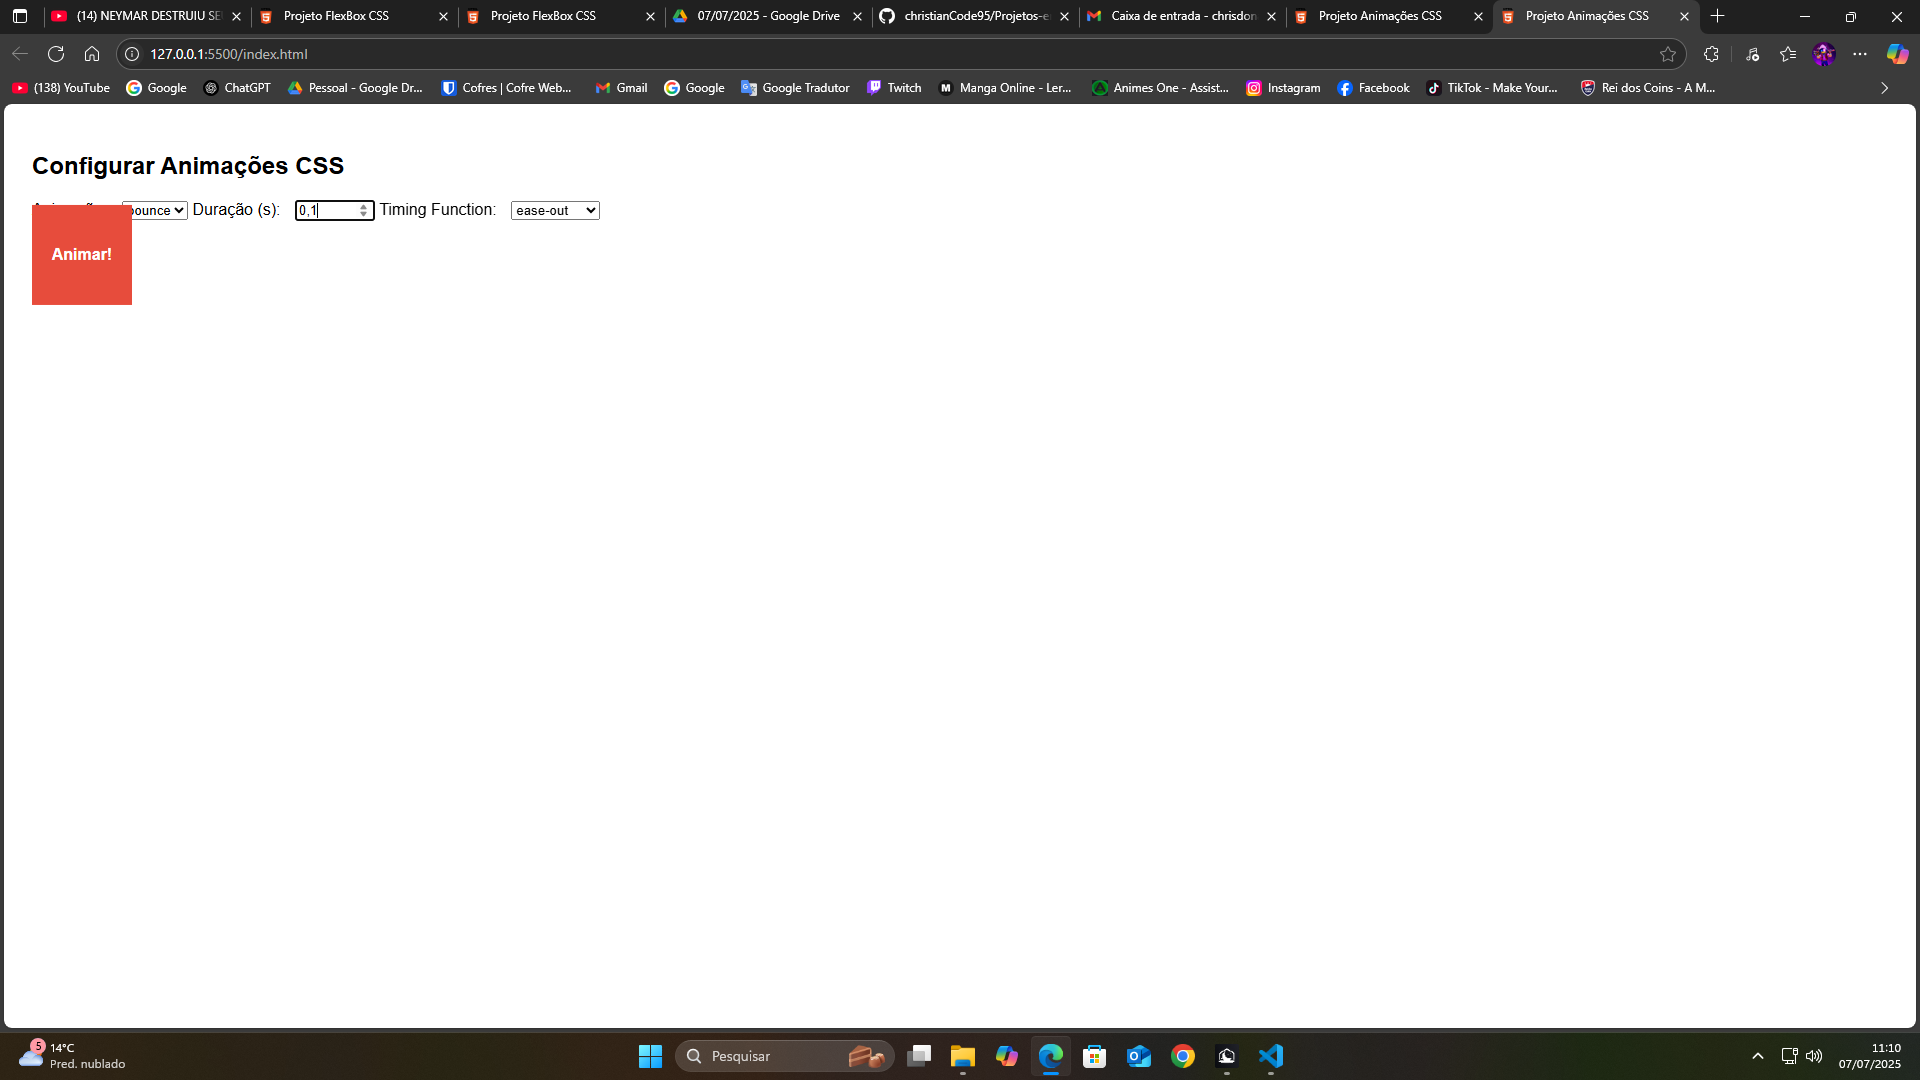 (14) NEYMAR DESTRUIU SE
Projeto FlexBox CSS
Projeto FlexBox CSS
07/07/2025 - Google Drive
christianCode95/Projetos-e
Caixa de entrada - chrisdon
Projeto Animações CSS
Projeto Animações CSS
127.0.0.1:5500/index.html
(138) YouTube
Google
ChatGPT
Pessoal - Google Dr...
Cofres | Cofre Web...
Gmail
Google
Google Tradutor
Twitch
Manga Online - Ler...
Animes One - Assist...
Instagram
Facebook
TikTok - Make Your...
Rei dos Coins - A M...
Configurar Animações CSS
bounce Duração (s): 0,1 Timing Function: ease-out
Animar!
5
14°C
Pred. nublado
Pesquisar
11:10
07/07/2025